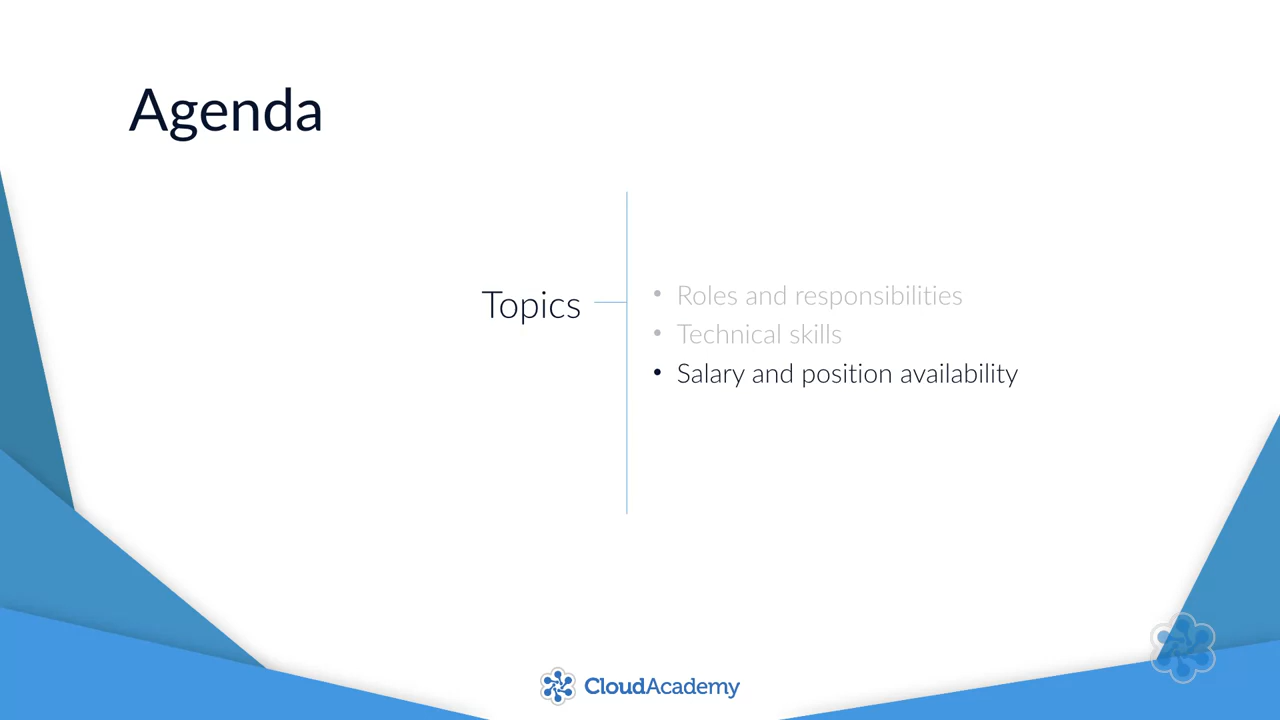 Agenda
Topics
• Roles and responsibilities
• Technical skills
• Salary and position availability
CloudAcademy